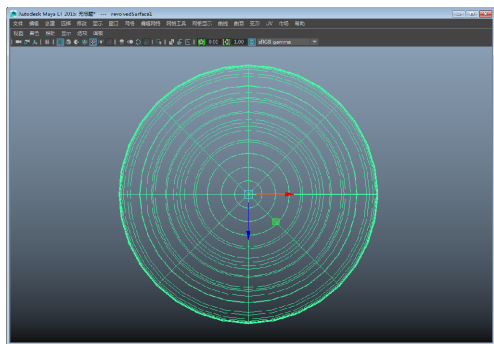 Autodesk Maya LT 2015: 无标题* --- revolvedSurface1
文件 编辑 创建 选择 修改 显示 窗口 网格 编辑网格 网格工具 网格显示 曲线 曲面 变形 UV 动画 帮助
视图 着色 照明 显示 渲染 面板
0.00 1.00 sRGB gamma